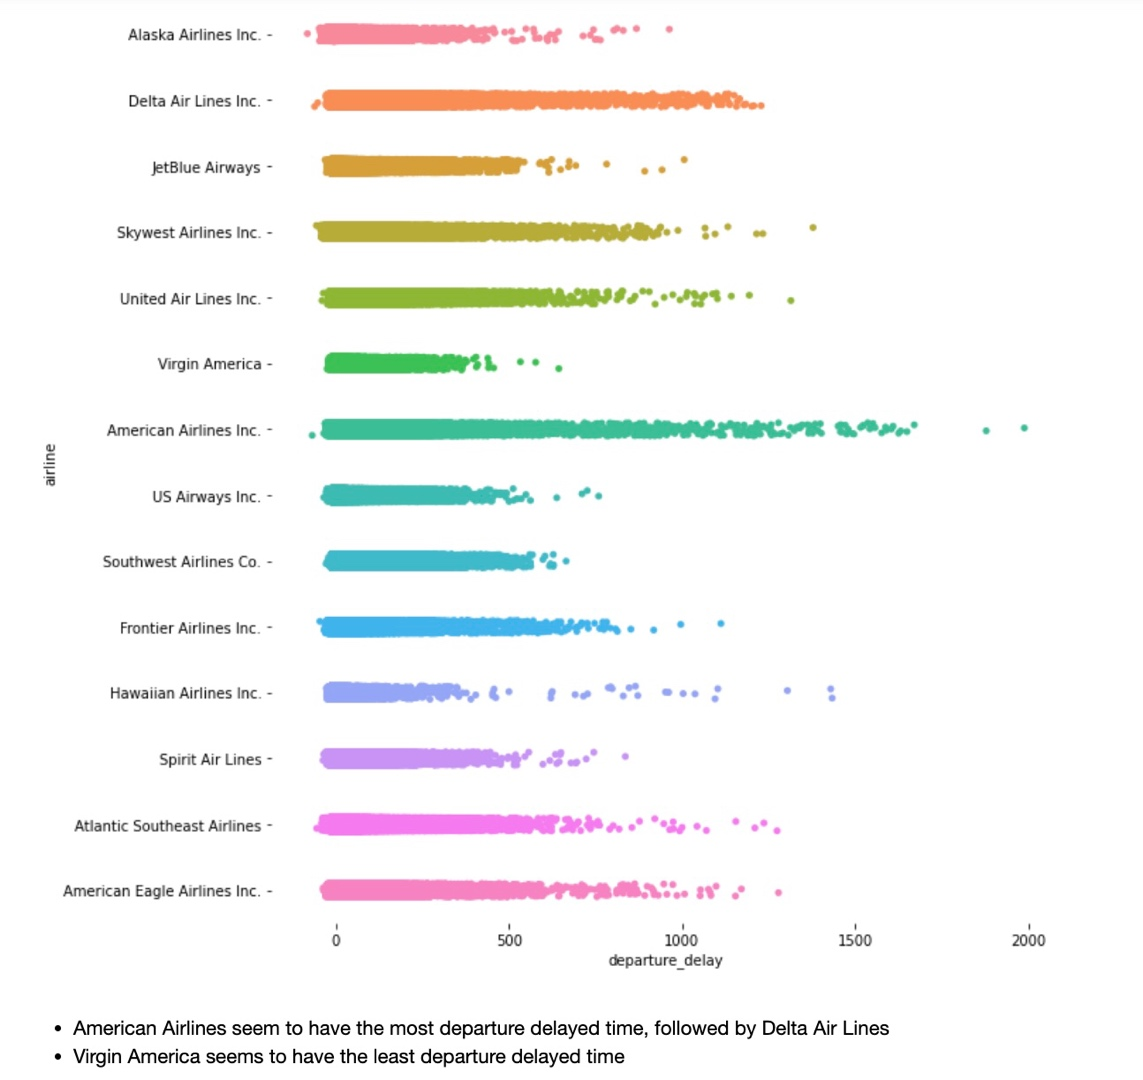 Alaska Airlines Inc.
Delta Air Lines Inc.
JetBlue Airways
Skywest Airlines Inc.
United Air Lines Inc.
Virgin America
American Airlines Inc.
airline
US Airways Inc.
Southwest Airlines Co.
Frontier Airlines Inc.
Hawaiian Airlines Inc.
Spirit Air Lines
Atlantic Southeast Airlines
American Eagle Airlines Inc.
0 500 1000 1500 2000
departure_delay
• American Airlines seem to have the most departure delayed time, followed by Delta Air Lines
• Virgin America seems to have the least departure delayed time